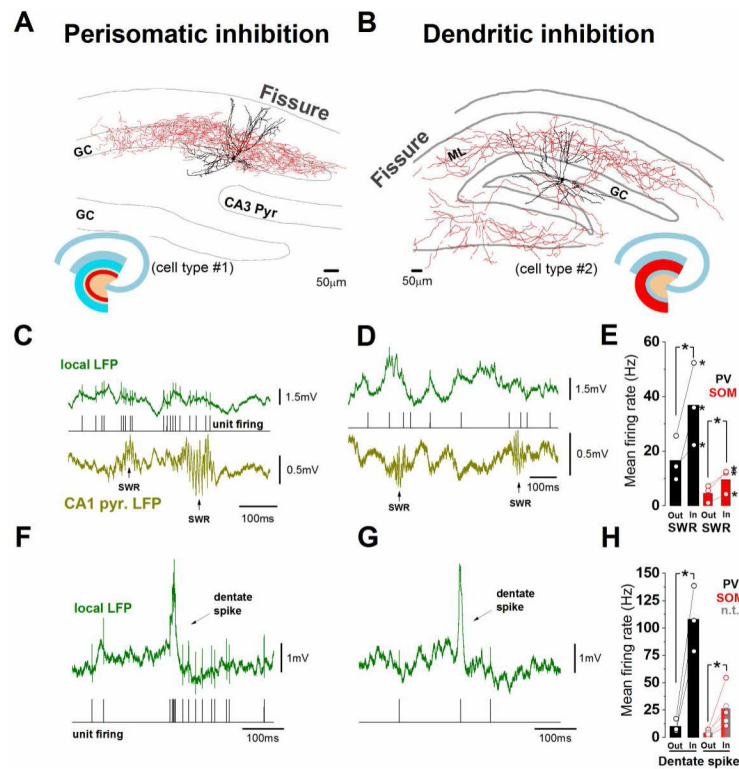 A Perisomatic inhibition
B Dendritic inhibition
Fissure
GC
CA3 Pyr
GC
(cell type #1)
50µm
Fissure
ML
GC
(cell type #2)
50µm
C
local LFP
1.5mV
unit firing
0.5mV
SWR
SWR
CA1 pyr. LFP
100ms
D
1.5mV
0.5mV
SWR
SWR
100ms
E
Mean firing rate (Hz)
60
40
20
0
*
*
*
*
*
*
*
*
PV
SOM
Out In Out In
SWR SWR
F
local LFP
dentate
spike
1mV
unit firing
100ms
G
dentate
spike
1mV
100ms
H
Mean firing rate (Hz)
150
125
100
75
50
25
0
*
*
PV
SOM
n.t.
Out In Out In
Dentate spike